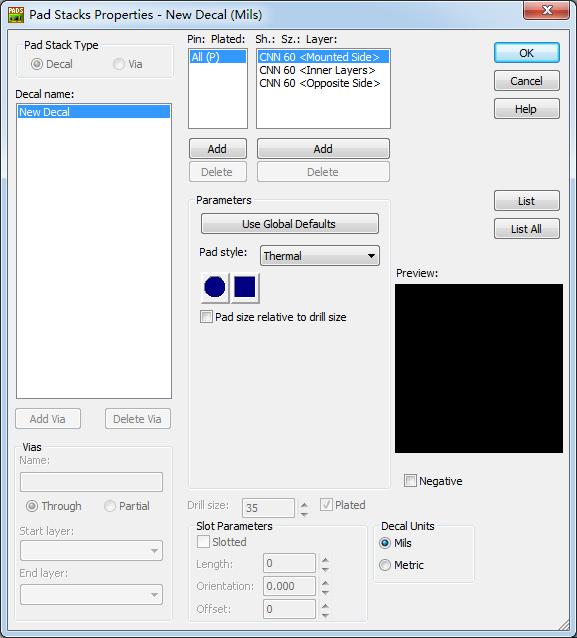 PADS
Pad Stacks Properties - New Decal (Mils)
Pad Stack Type
Decal
Via
Decal name:
New Decal
Add Via
Delete Via
Vias
Name:
Through
Partial
Start layer:
End layer:
Pin: Plated:
Sh.: Sz.: Layer:
All (P)
CNN 60 <Mounted Side>
CNN 60 <Inner Layers>
CNN 60 <Opposite Side>
Add
Add
Delete
Delete
Parameters
Use Global Defaults
Pad style:
Thermal
Pad size relative to drill size
Drill size:
35
Plated
Slot Parameters
Slotted
Length:
0
Orientation:
0.000
Offset:
0
OK
Cancel
Help
List
List All
Preview:
Negative
Decal Units
Mils
Metric